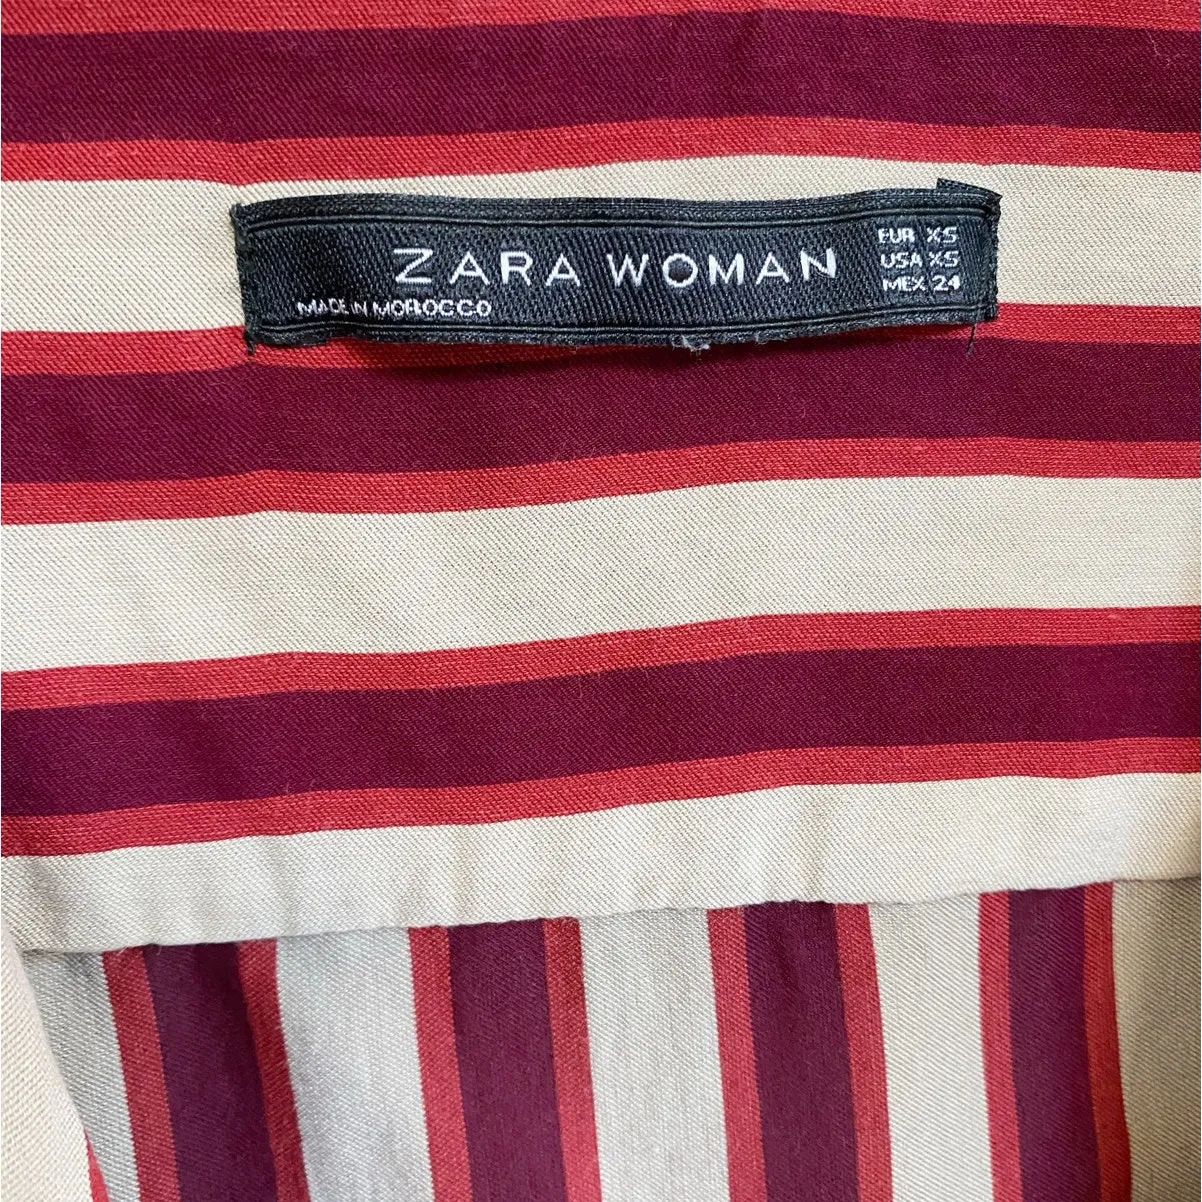 ZARA WOMAN
MADE IN MOROCCO
EUR XS
USA XS
MEX 24